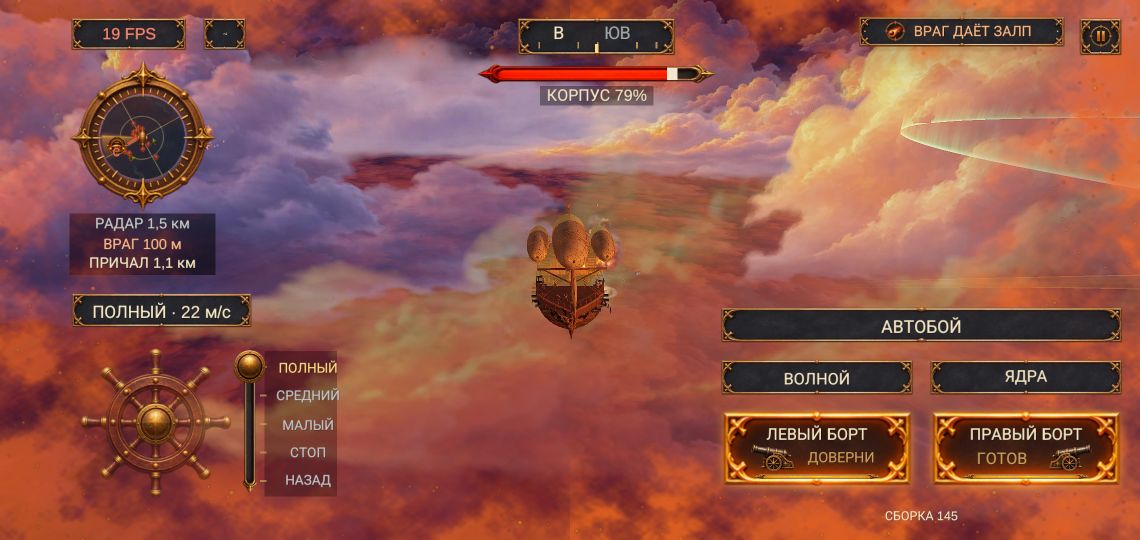 19 FPS
В ЮВ
ВРАГ ДАЁТ ЗАЛП
КОРПУС 79%
РАДАР 1,5 км
ВРАГ 100 м
ПРИЧАЛ 1,1 км
ПОЛНЫЙ · 22 м/с
ПОЛНЫЙ
СРЕДНИЙ
МАЛЫЙ
СТОП
НАЗАД
АВТОБОЙ
ВОЛНОЙ
ЯДРА
ЛЕВЫЙ БОРТ
ДОВЕРНИ
ПРАВЫЙ БОРТ
ГОТОВ
СБОРКА 145